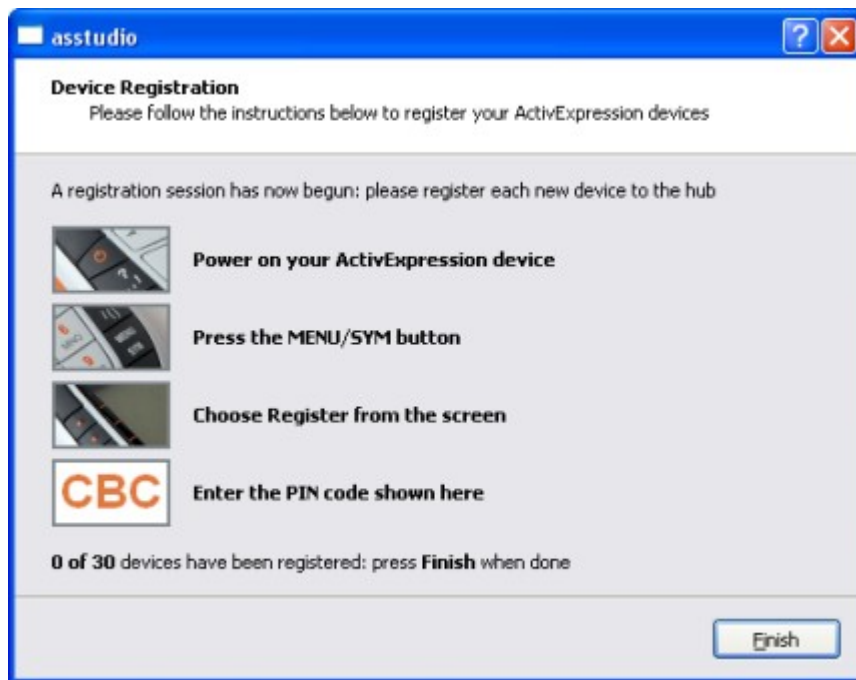 asstudio
Device Registration
Please follow the instructions below to register your ActivExpression devices
A registration session has now begun: please register each new device to the hub
Power on your ActivExpression device
MENU
SYM
MNO
Press the MENU/SYM button
Choose Register from the screen
CBC
Enter the PIN code shown here
0 of 30 devices have been registered: press Finish when done
Finish